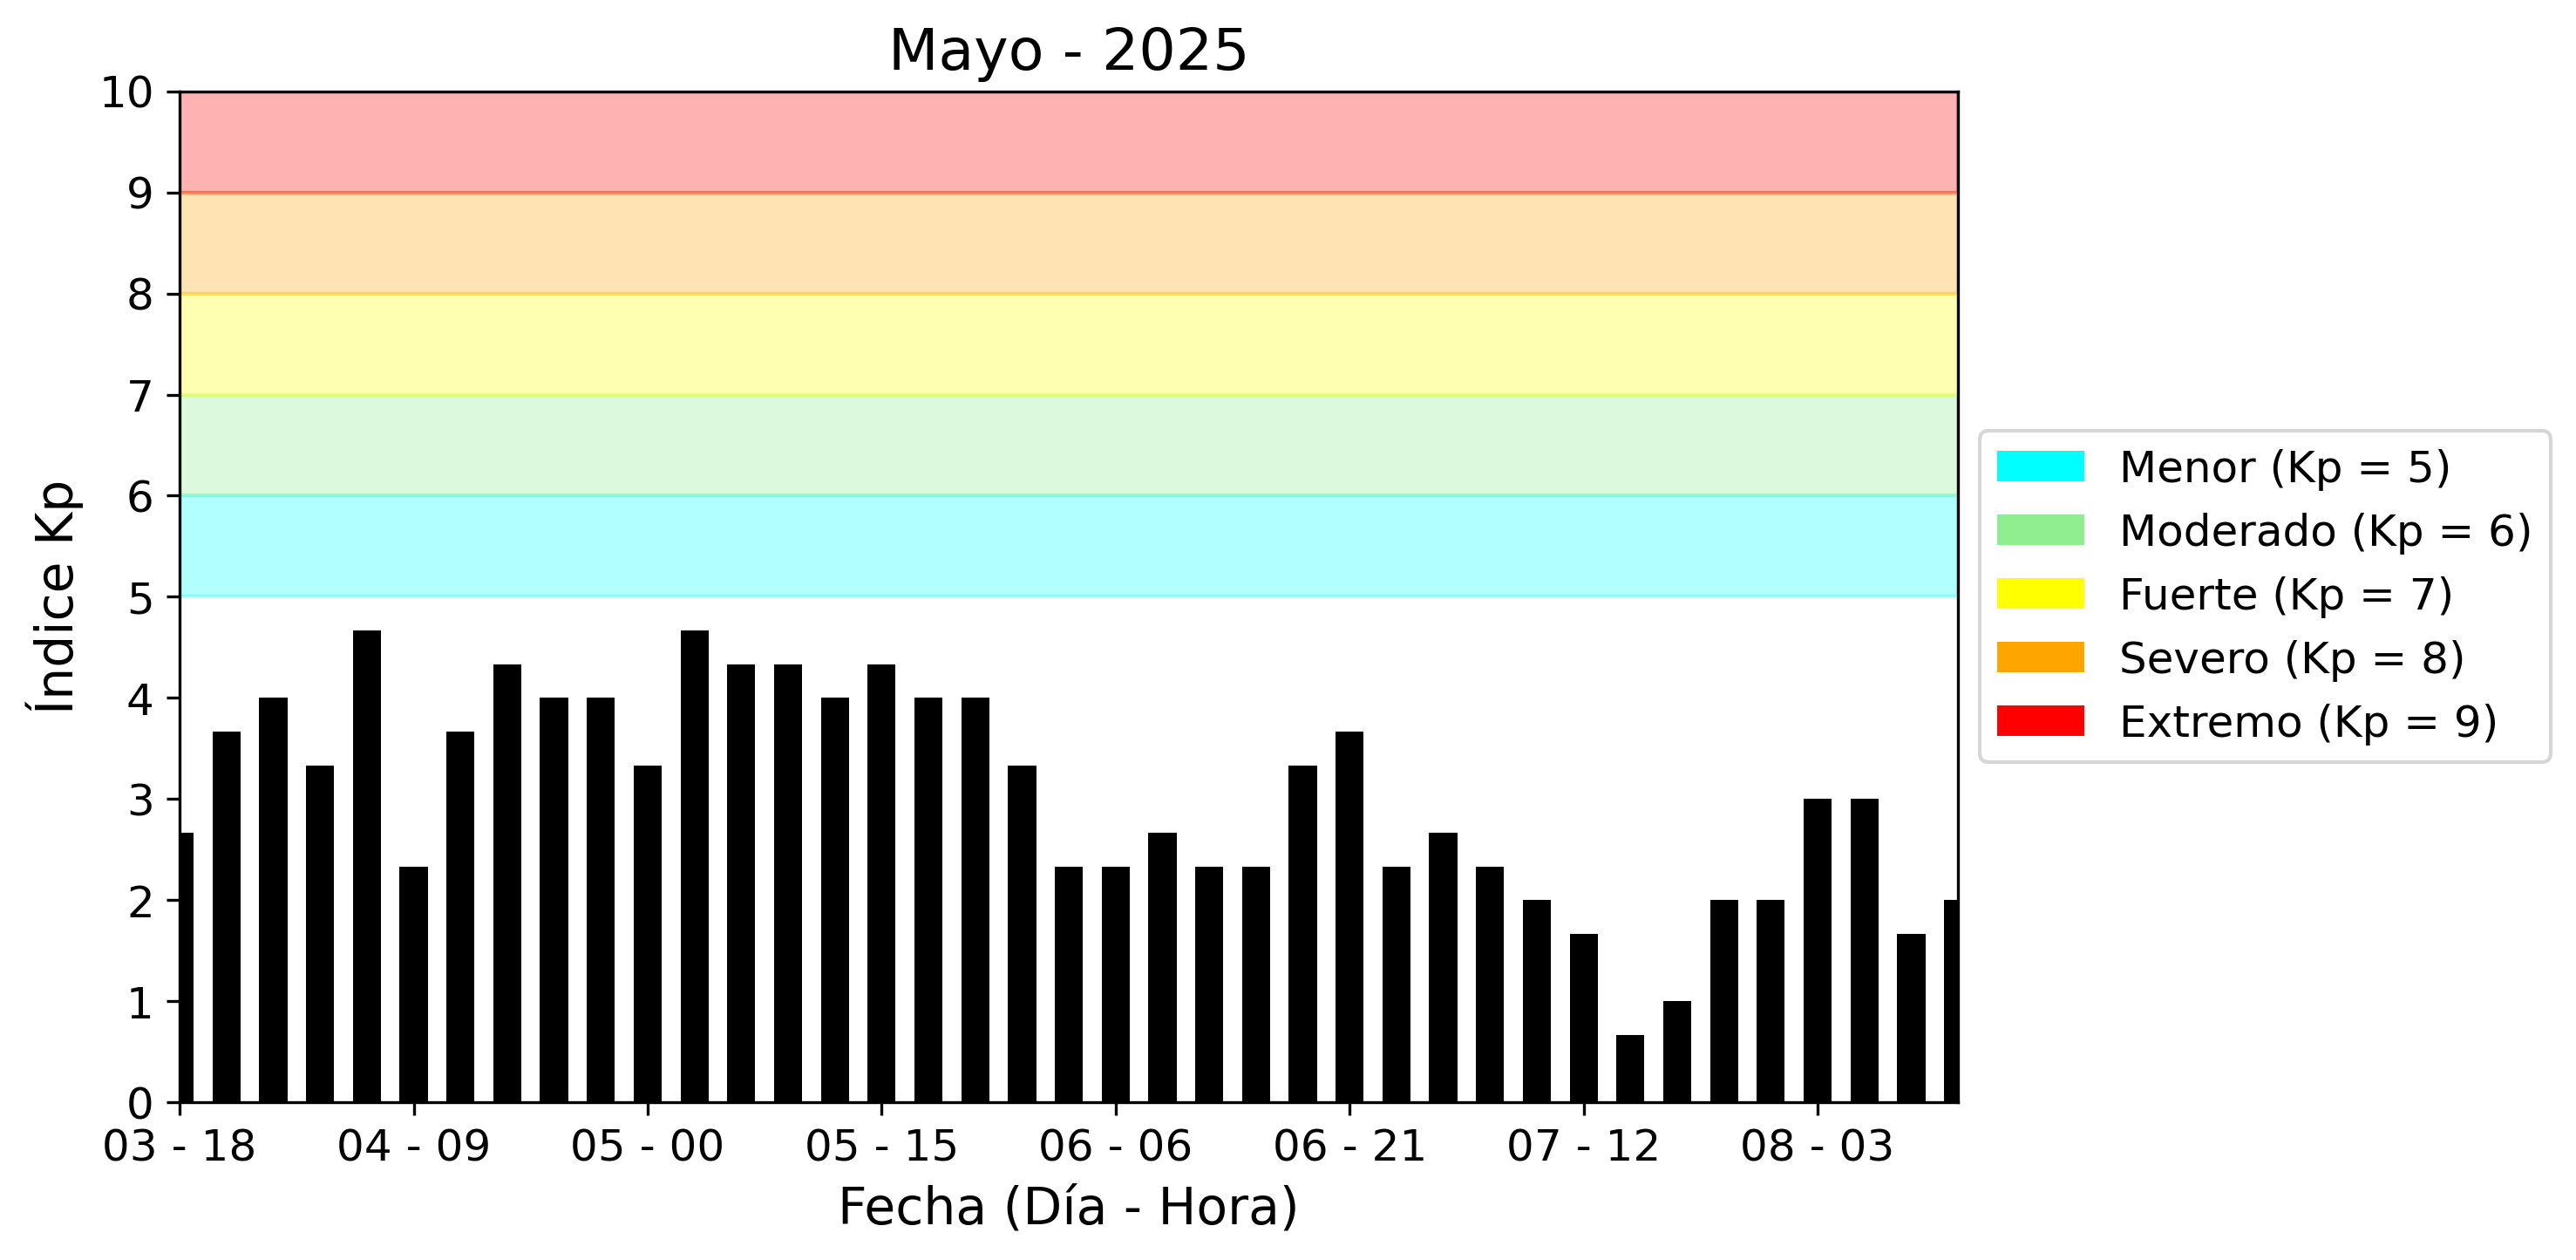 Mayo - 2025
10
9
8
7
6
5
4
3
2
1
0
Índice Kp
03 - 18
04 - 09
05 - 00
05 - 15
06 - 06
06 - 21
07 - 12
08 - 03
Fecha (Día - Hora)
Menor (Kp = 5)
Moderado (Kp = 6)
Fuerte (Kp = 7)
Severo (Kp = 8)
Extremo (Kp = 9)